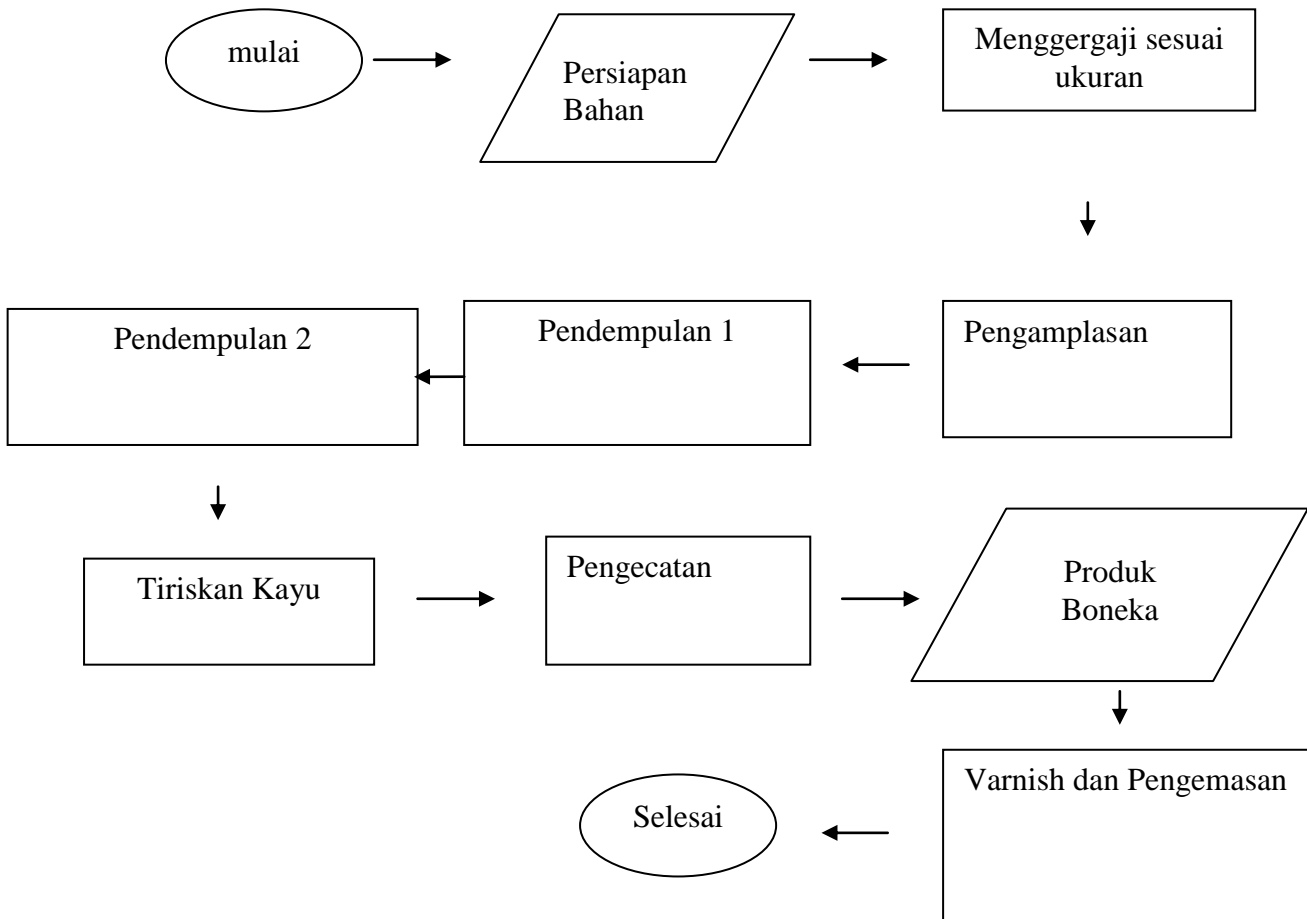 mulai
Persiapan
Bahan
Menggergaji sesuai
ukuran
Pengamplasan
Pendempulan 1
Pendempulan 2
Tiriskan Kayu
Pengecatan
Produk
Boneka
Varnish dan Pengemasan
Selesai